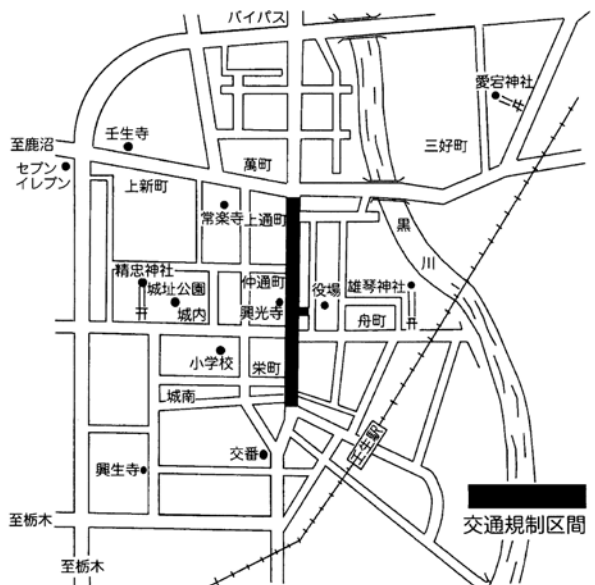 バイパス
愛宕神社
壬生寺
至鹿沼
セブン
イレブン
萬町
三好町
上新町
常楽寺
上通町
黒川
精忠神社
城址公園
城内
仲通町
興光寺
役場
雄琴神社
舟町
小学校
栄町
城南
壬生駅
交番
興生寺
至栃木
交通規制区間
至栃木